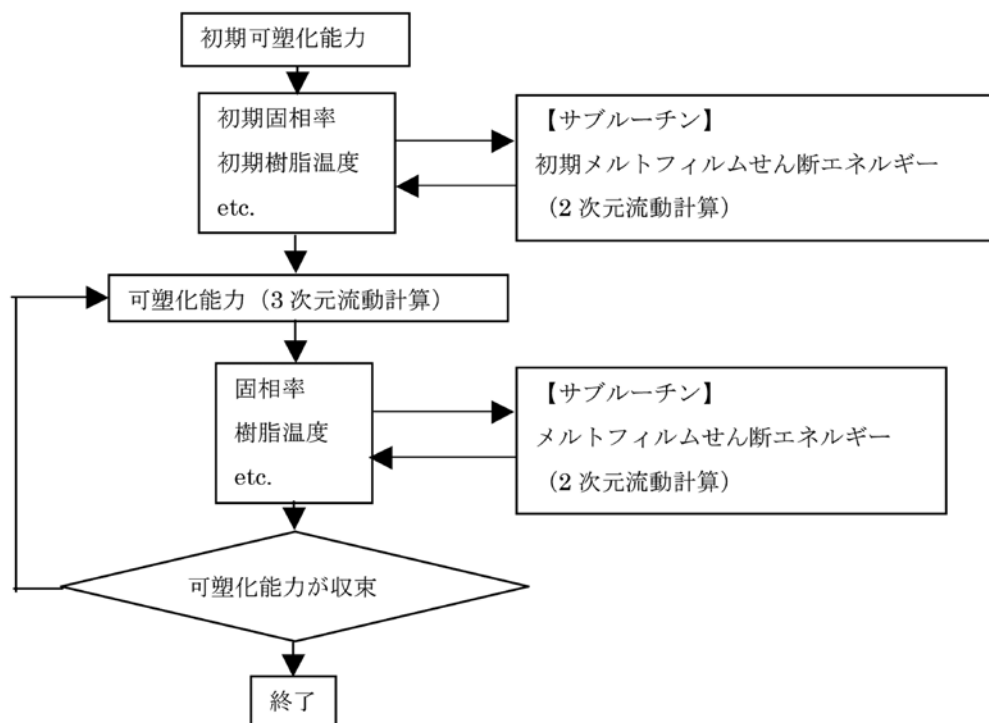 初期可塑化能力
初期固相率
初期樹脂温度
etc.
【サブルーチン】
初期メルトフィルムせん断エネルギー
（2 次元流動計算）
可塑化能力（3 次元流動計算）
固相率
樹脂温度
etc.
【サブルーチン】
メルトフィルムせん断エネルギー
（2 次元流動計算）
可塑化能力が収束
終了